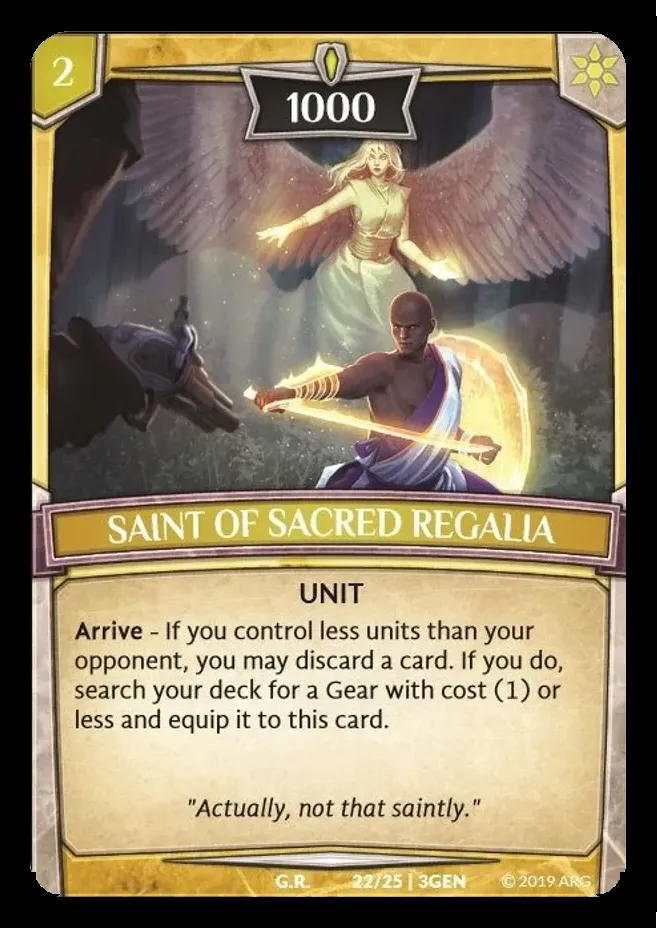 2
1000
SAINT OF SACRED REGALIA
UNIT
Arrive - If you control less units than your
opponent, you may discard a card. If you do,
search your deck for a Gear with cost (1) or
less and equip it to this card.
"Actually, not that saintly."
G.R. 22/25 | 3GEN © 2019 ARG